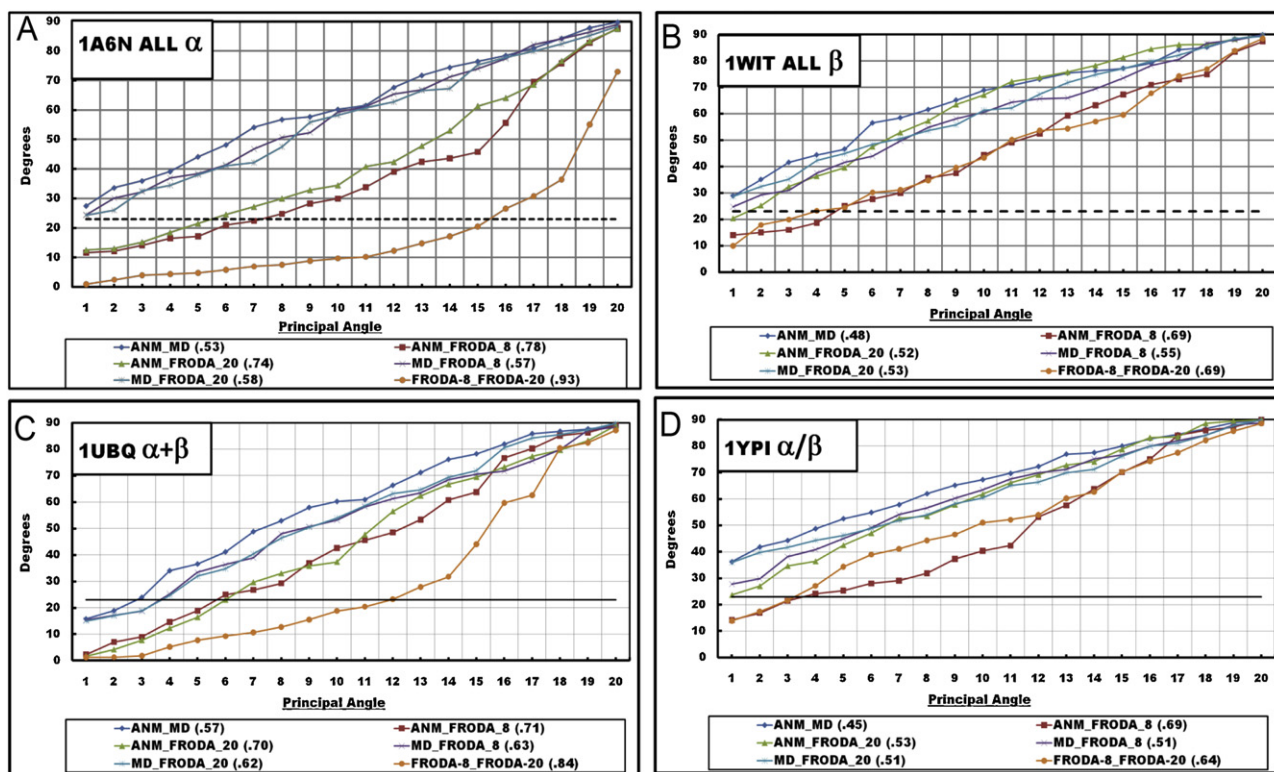 A
1A6N ALL α
90
80
70
60
50
40
30
20
10
0
Degrees
1 2 3 4 5 6 7 8 9 10 11 12 13 14 15 16 17 18 19 20
Principal Angle
ANM_MD (.53) ANM_FRODA_8 (.78)
ANM_FRODA_20 (.74) MD_FRODA_8 (.57)
MD_FRODA_20 (.58) FRODA-8_FRODA-20 (.93)
B
1WIT ALL β
90
80
70
60
50
40
30
20
10
0
Degrees
1 2 3 4 5 6 7 8 9 10 11 12 13 14 15 16 17 18 19 20
Principal Angle
ANM_MD (.48) ANM_FRODA_8 (.69)
ANM_FRODA_20 (.52) MD_FRODA_8 (.55)
MD_FRODA_20 (.53) FRODA-8_FRODA-20 (.69)
C
1UBQ α+β
90
80
70
60
50
40
30
20
10
0
Degrees
1 2 3 4 5 6 7 8 9 10 11 12 13 14 15 16 17 18 19 20
Principal Angle
ANM_MD (.57) ANM_FRODA_8 (.71)
ANM_FRODA_20 (.70) MD_FRODA_8 (.63)
MD_FRODA_20 (.62) FRODA-8_FRODA-20 (.84)
D
1YPI α/β
90
80
70
60
50
40
30
20
10
0
Degrees
1 2 3 4 5 6 7 8 9 10 11 12 13 14 15 16 17 18 19 20
Principal Angle
ANM_MD (.45) ANM_FRODA_8 (.69)
ANM_FRODA_20 (.53) MD_FRODA_8 (.51)
MD_FRODA_20 (.51) FRODA-8_FRODA-20 (.64)